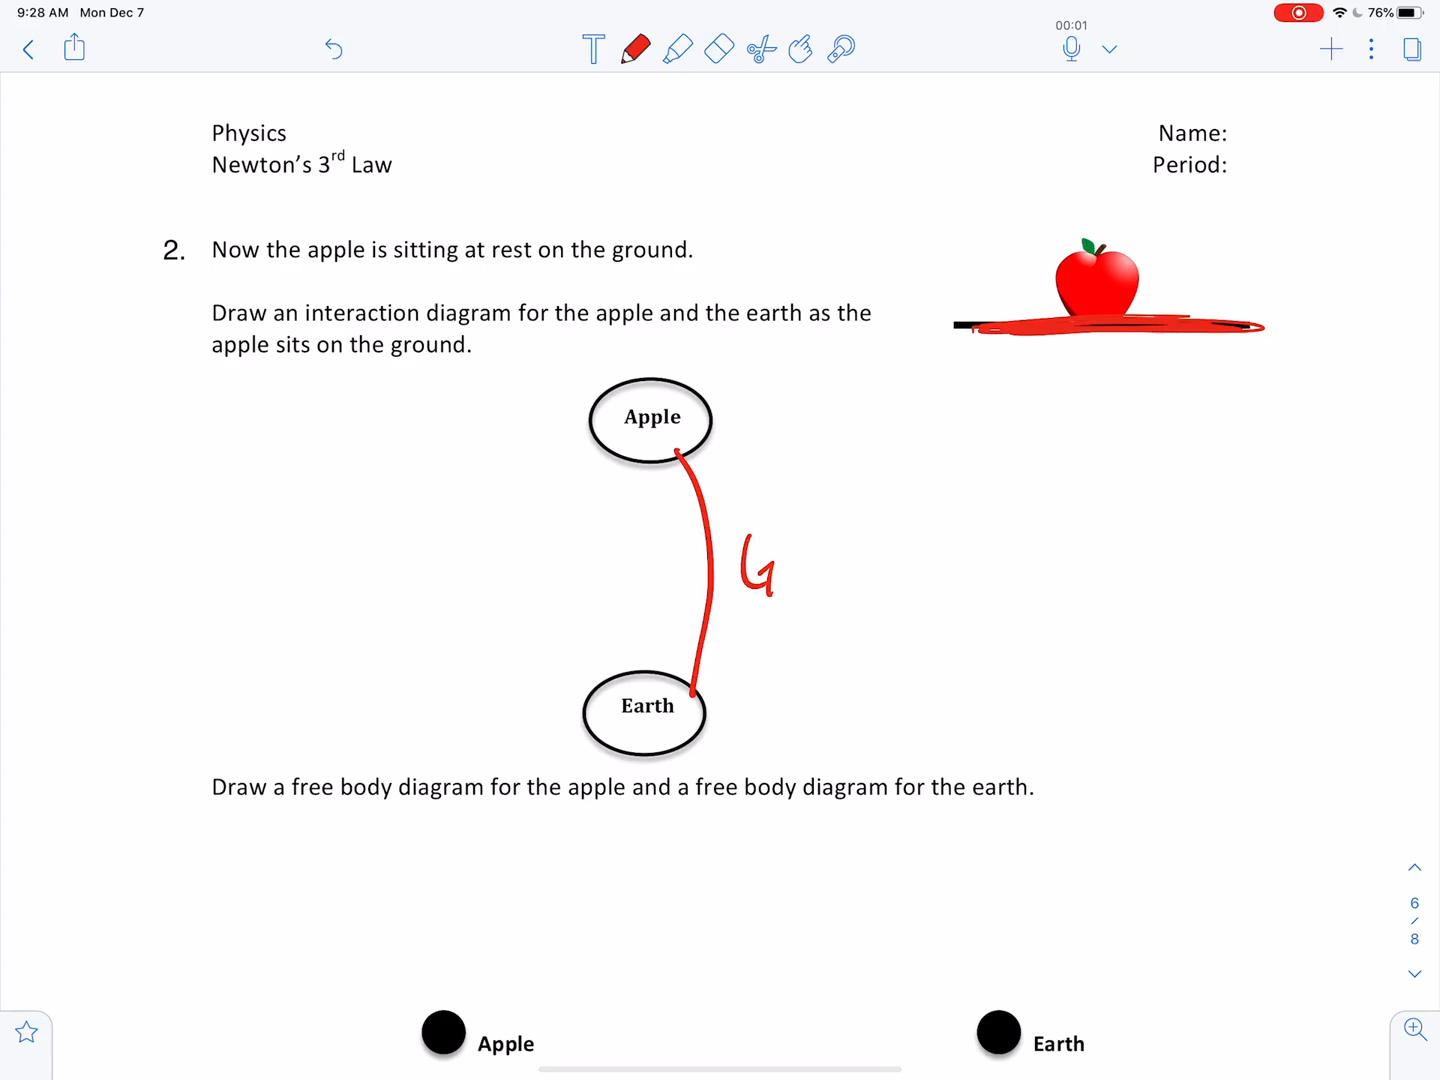 9:28 AM Mon Dec 7
76%
00:01
Physics
Name:
Newton's 3rd Law
Period:
2. Now the apple is sitting at rest on the ground.
Draw an interaction diagram for the apple and the earth as the
apple sits on the ground.
Apple
G
Earth
Draw a free body diagram for the apple and a free body diagram for the earth.
6
/
8
Apple
Earth